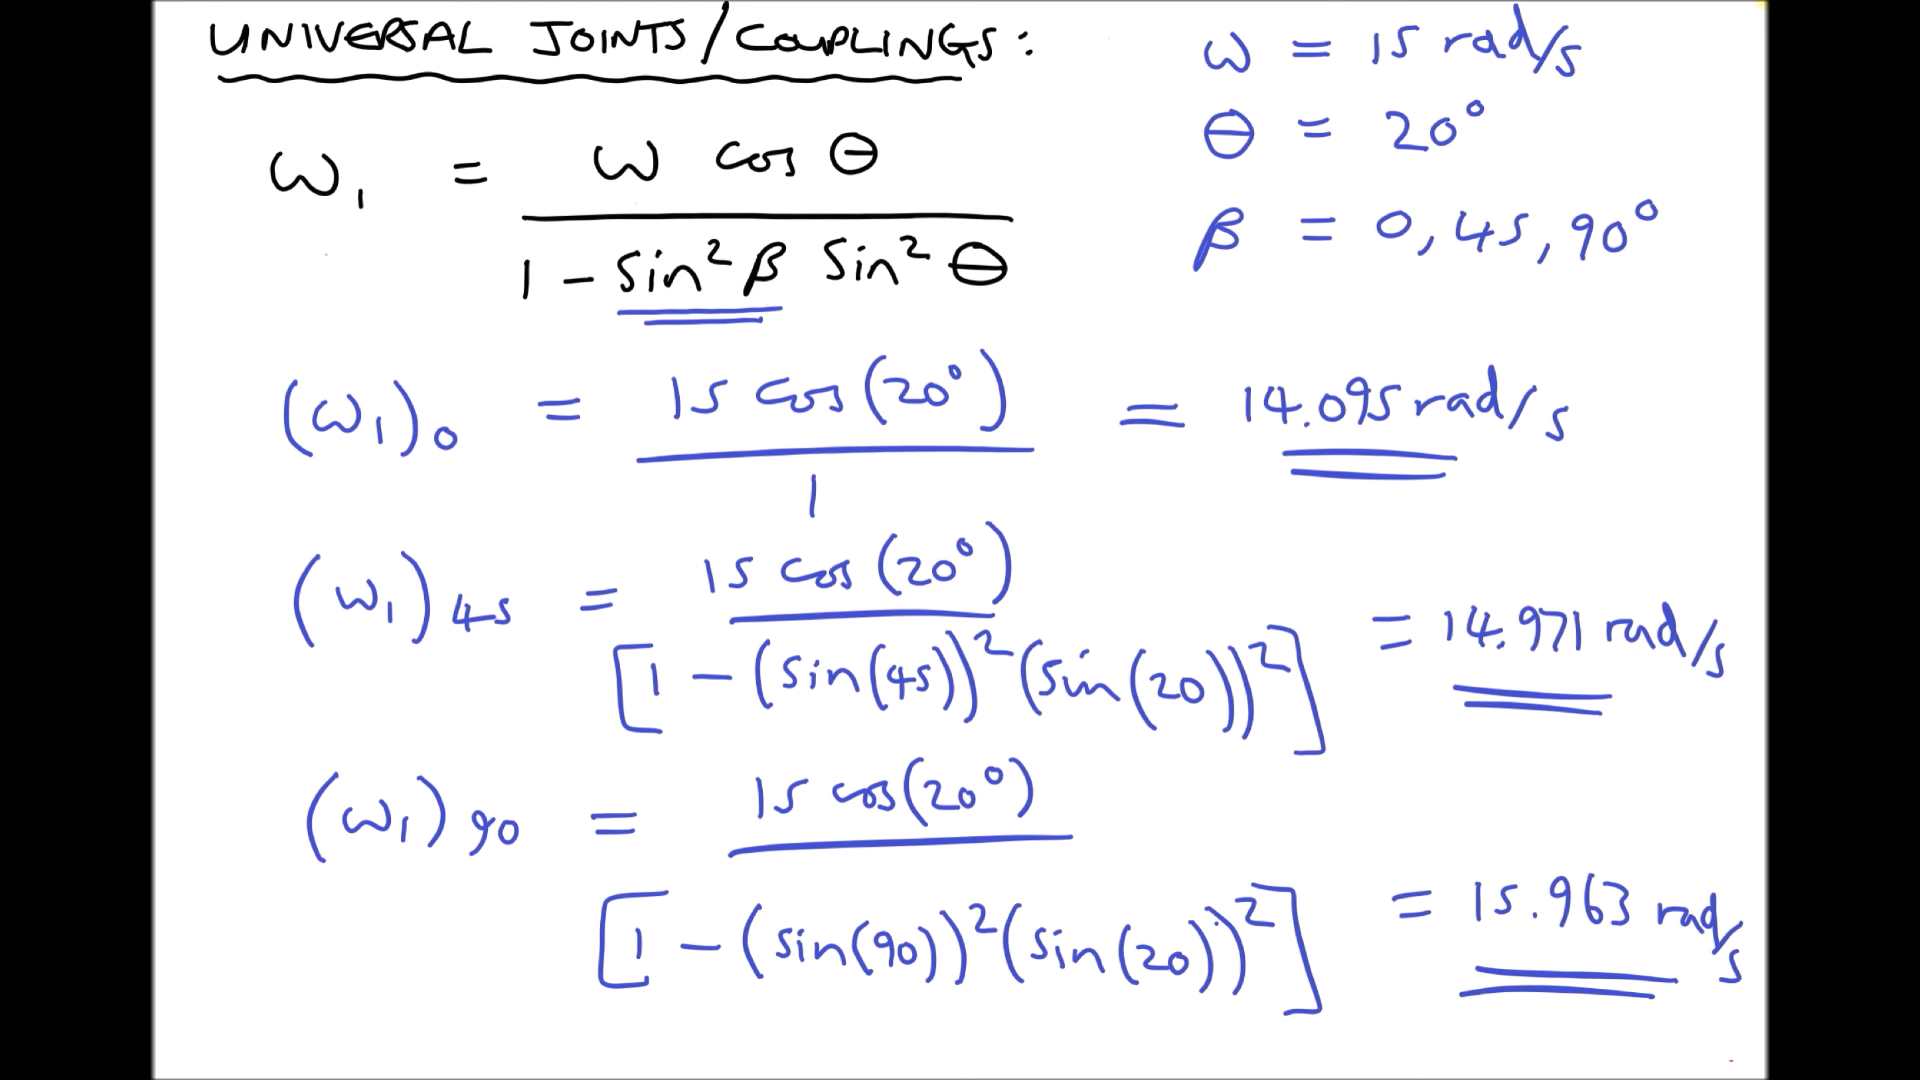 UNIVERSAL JOINTS/COUPLINGS:
ω = 15 rad/s
θ = 20°
β = 0, 45, 90°
ω₁ = ω cos θ
1 - sin² β sin² θ
(ω₁)₀ = 15 cos(20°) = 14.095 rad/s
1
(ω₁)₄₅ = 15 cos(20°)
[1 - (sin(45))² (sin(20))²] = 14.971 rad/s
(ω₁)₉₀ = 15 cos(20°)
[1 - (sin(90))² (sin(20))²] = 15.963 rad/s